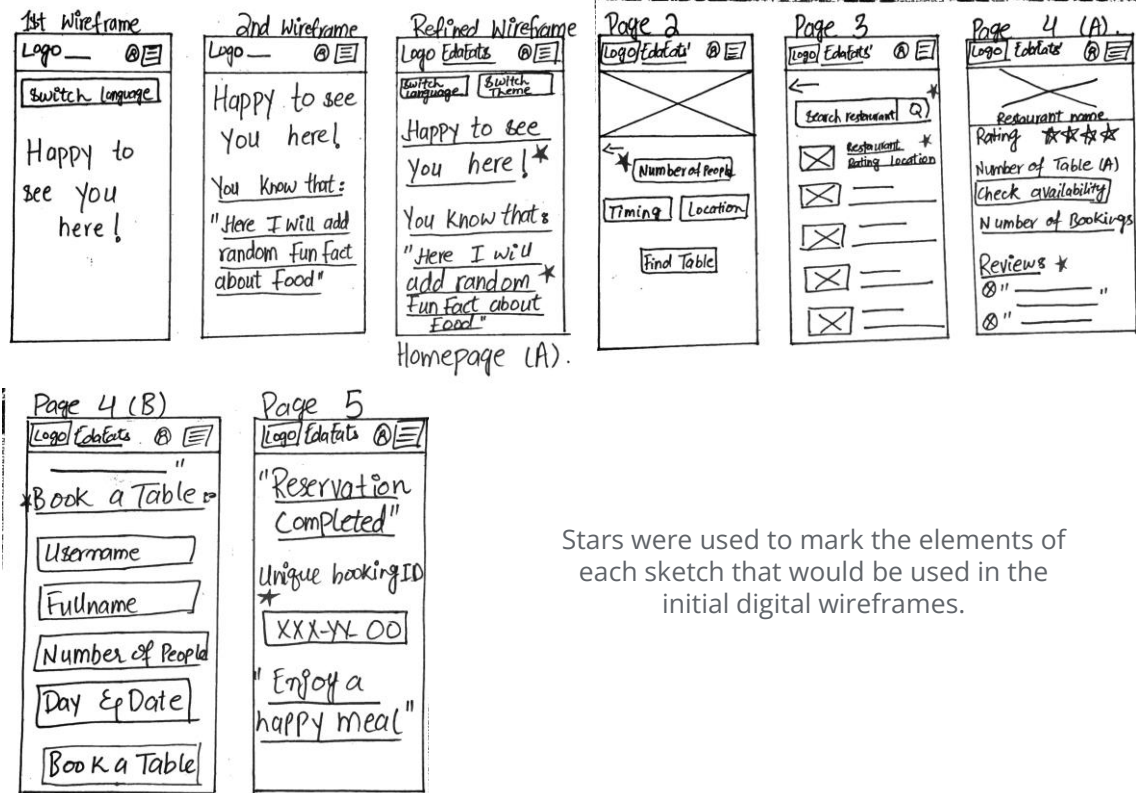 1st Wireframe
Logo
Switch Language
Happy to
see you
here!
2nd Wireframe
Logo
Happy to see
you here!
You Know that:
"Here I will add
random Fun fact
about Food"
Refined Wireframe
Logo EdaEats
Switch Language
Switch Theme
Happy to see
you here!
You know that:
"Here I will
add random
Fun Fact about
Food"
Homepage (A).
Page 2
Logo EdaEats'
Number of People
Timing Location
Find Table
Page 3
Logo EdaEats'
Search restaurant
Restaurant
Rating Location
Page 4 (A).
Logo EdaEats'
Restaurant name
Rating
Number of Table (A)
Check availability
Number of Bookings
Reviews
Page 4 (B)
Logo EdaEats
Book a Table
Username
Fullname
Number of People
Day & Date
Book a Table
Page 5
Logo EdaEats
"Reservation
Completed"
Unique booking ID
XXX-YY-OO
"Enjoy a
happy meal"
Stars were used to mark the elements of
each sketch that would be used in the
initial digital wireframes.